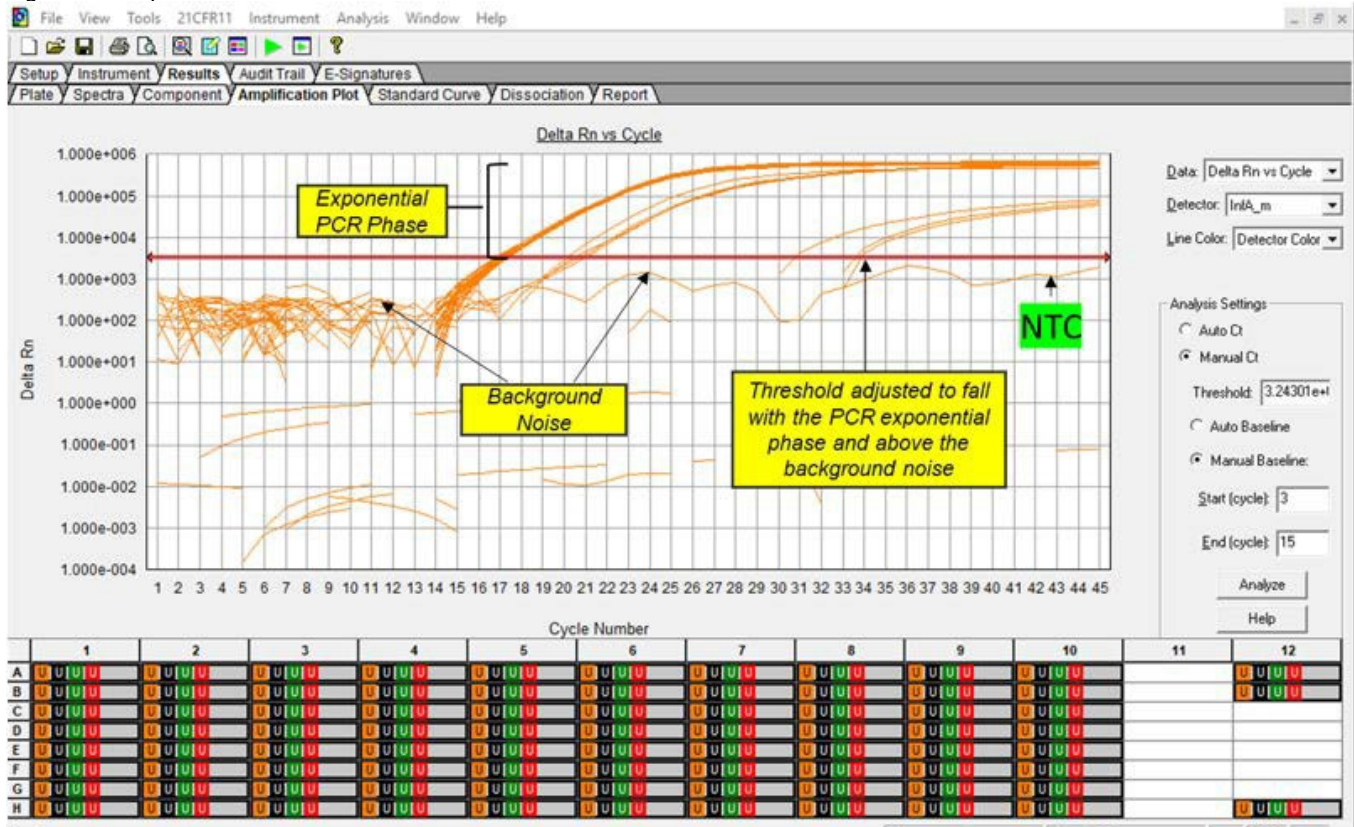 File View Tools 21CFR11 Instrument Analysis Window Help
Setup Instrument Results Audit Trail E-Signatures
Plate Spectra Component Amplification Plot Standard Curve Dissociation Report
Delta Rn vs Cycle
1.000e+006
1.000e+005
1.000e+004
1.000e+003
1.000e+002
1.000e+001
1.000e+000
1.000e-001
1.000e-002
1.000e-003
1.000e-004
Delta Rn
Exponential
PCR Phase
Background
Noise
Threshold adjusted to fall
with the PCR exponential
phase and above the
background noise
NTC
1 2 3 4 5 6 7 8 9 10 11 12 13 14 15 16 17 18 19 20 21 22 23 24 25 26 27 28 29 30 31 32 33 34 35 36 37 38 39 40 41 42 43 44 45
Cycle Number
Data: Delta Rn vs Cycle
Detector: InlA_m
Line Color: Detector Color
Analysis Settings
Auto Ct
Manual Ct
Threshold: 3.24301e+
Auto Baseline
Manual Baseline:
Start (cycle): 3
End (cycle): 15
Analyze
Help
1 2 3 4 5 6 7 8 9 10 11 12
A U U U U U U U U U U U U U U U U U U U U U U U U U U U U U U U U U U U U U U U U U U U U
B U U U U U U U U U U U U U U U U U U U U U U U U U U U U U U U U U U U U U U U U U U U U
C U U U U U U U U U U U U U U U U U U U U U U U U U U U U U U U U U U U U U U U U
D U U U U U U U U U U U U U U U U U U U U U U U U U U U U U U U U U U U U U U U U
E U U U U U U U U U U U U U U U U U U U U U U U U U U U U U U U U U U U U U U U U
F U U U U U U U U U U U U U U U U U U U U U U U U U U U U U U U U U U U U U U U U
G U U U U U U U U U U U U U U U U U U U U U U U U U U U U U U U U U U U U U U U U
H U U U U U U U U U U U U U U U U U U U U U U U U U U U U U U U U U U U U U U U U U U U U